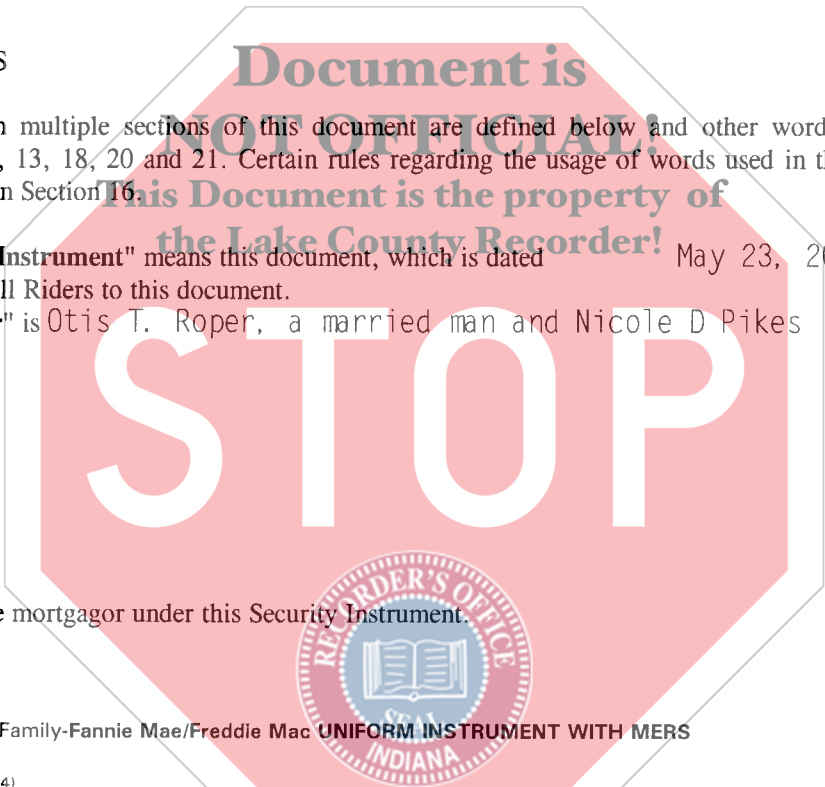 S
Document is
multiple sections of this document are defined below and other word
NOT OFFICIAL!
, 13, 18, 20 and 21. Certain rules regarding the usage of words used in th
n Section 16.
This Document is the property of
the Lake County Recorder!
Instrument" means this document, which is dated May 23, 20
ll Riders to this document.
" is Otis T. Roper, a married man and Nicole D Pikes
STOP
e mortgagor under this Security Instrument.
RECORDER'S OFFICE
SEAL
INDIANA
Family-Fannie Mae/Freddie Mac UNIFORM INSTRUMENT WITH MERS
4)